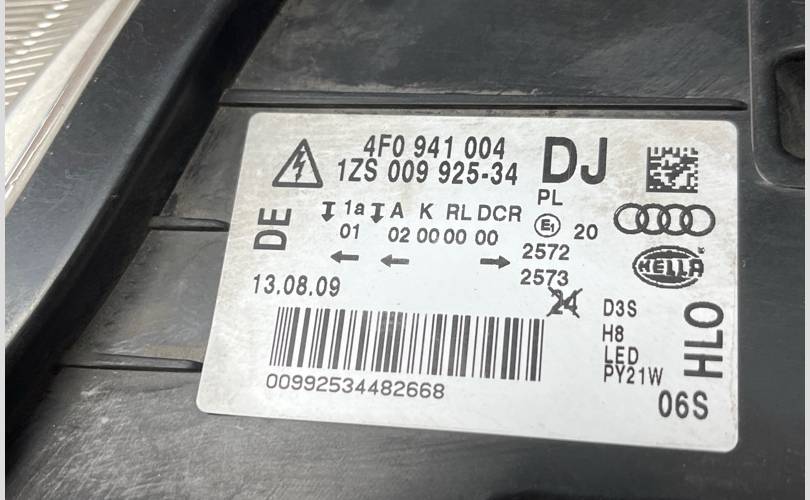 4F0 941 004
1ZS 009 925-34
DJ
DE
1a A K RL DCR
01 02 00 00 00
PL
E1 20
2572
2573
24
HELLA
13.08.09
00992534482668
D3S
H8
LED
PY21W
HLO
06S